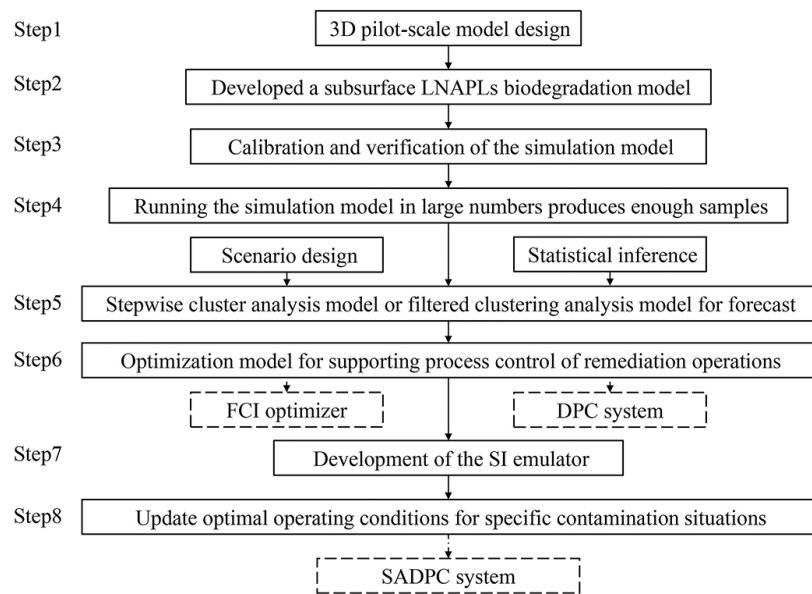 Step1
3D pilot-scale model design
Step2
Developed a subsurface LNAPLs biodegradation model
Step3
Calibration and verification of the simulation model
Step4
Running the simulation model in large numbers produces enough samples
Scenario design
Statistical inference
Step5
Stepwise cluster analysis model or filtered clustering analysis model for forecast
Step6
Optimization model for supporting process control of remediation operations
FCI optimizer
DPC system
Step7
Development of the SI emulator
Step8
Update optimal operating conditions for specific contamination situations
SADPC system